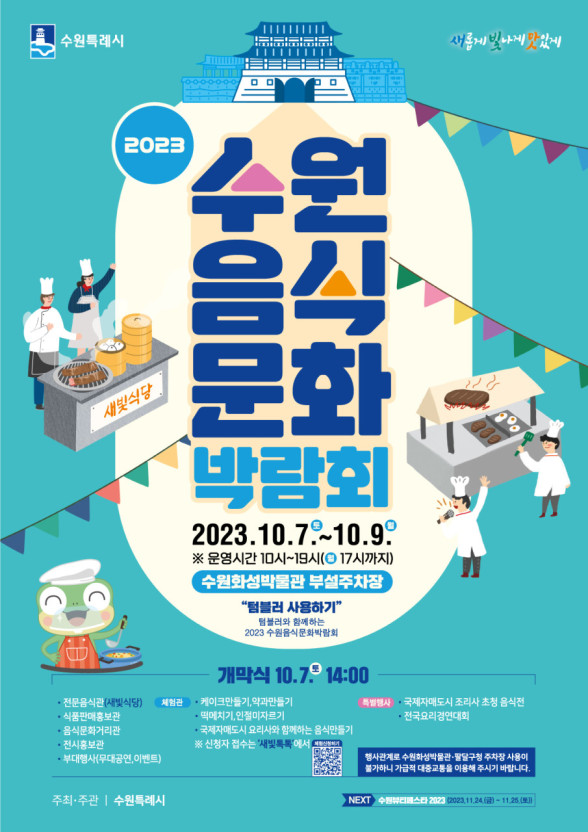 수원특례시
새롭게 빛나게 맛있게
2023
수원
음식
문화
박람회
2023.10.7.토~10.9.월
※ 운영시간 10시~19시(월 17시까지)
수원화성박물관 부설주차장
“텀블러 사용하기”
텀블러와 함께하는
2023 수원음식문화박람회
새빛식당
개막식 10.7.토 14:00
· 전문음식관(새빛식당)
· 식품판매홍보관
· 음식문화거리관
· 전시홍보관
· 부대행사(무대공연,이벤트)
체험관 · 케이크만들기,약과만들기
· 떡메치기,인절미자르기
· 국제자매도시 요리사와 함께하는 음식만들기
※ 신청자 접수는 '새빛톡톡'에서
체험신청하기
특별행사 · 국제자매도시 조리사 초청 음식전
· 전국요리경연대회
행사관계로 수원화성박물관·팔달구청 주차장 사용이
불가하니 가급적 대중교통을 이용해 주시기 바랍니다.
주최·주관 | 수원특례시
NEXT 수원뷰티페스타 2023 (2023.11.24.(금) ~ 11.25.(토))